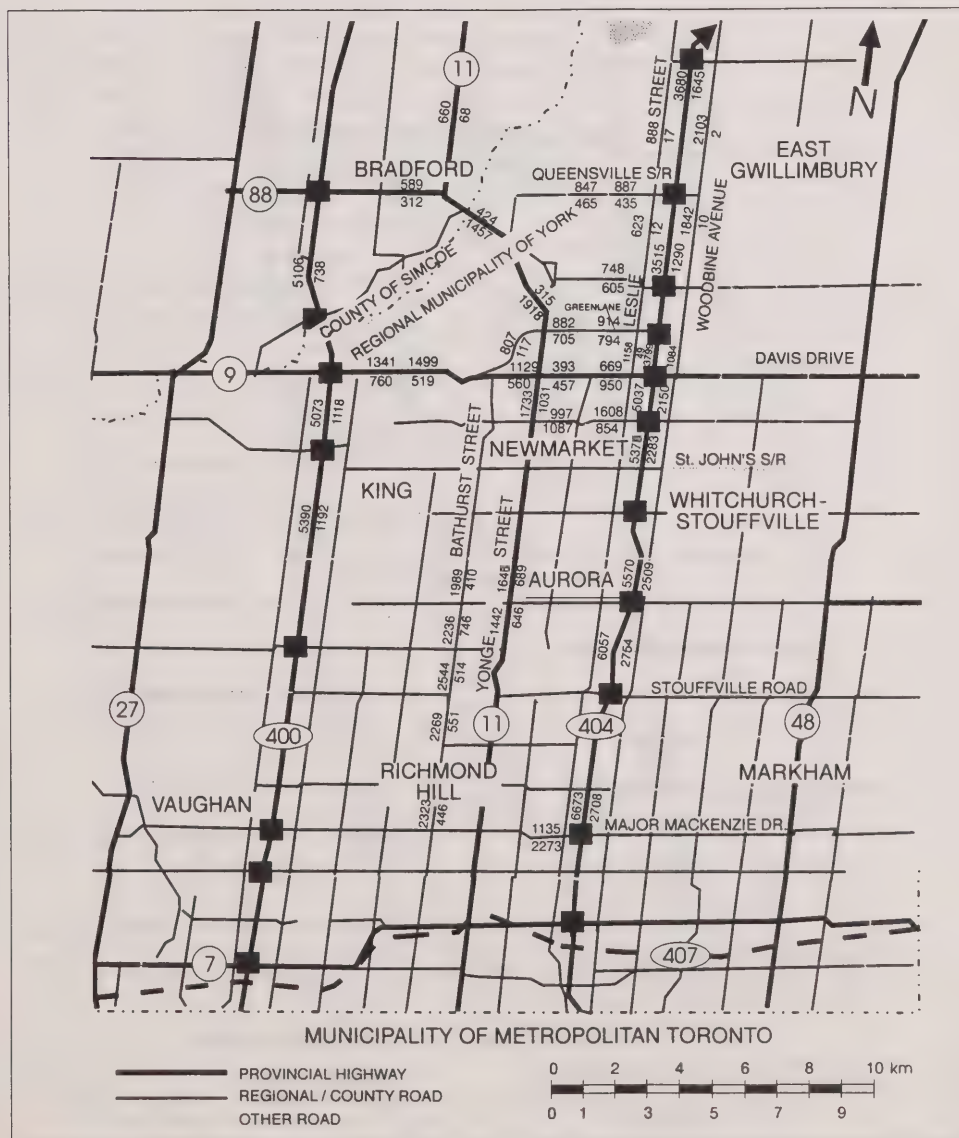 11
660
68
3680
1645
888 STREET
17
2103
2
N
BRADFORD
EAST
GWILLIMBURY
88
589
312
QUEENSVILLE S/R
847 887
465 435
424
1457
623
12
1842
10
5106
738
COUNTY OF SIMCOE
REGIONAL MUNICIPALITY OF YORK
3515
1290
WOODBINE AVENUE
748
605
LESLIE
315
1918
GREENLANE
882 914
705 794
807
117
1158
49
1084
DAVIS DRIVE
9
1341 1499
760 519
1129 393 669
560 457 950
5037
2150
1733
1031
5073
1118
997 1608
1087 854
NEWMARKET
5378
2283
St. JOHN'S S/R
KING
BATHURST STREET
YONGE STREET
WHITCHURCH-
STOUFFVILLE
5390
1192
1989
410
689
AURORA
5570
2509
2236
746
1442
646
6057
2754
2544
514
STOUFFVILLE ROAD
27
400
2269
551
11
404
48
RICHMOND
HILL
MARKHAM
VAUGHAN
2323
446
6673
2708
1135
2273
MAJOR MACKENZIE DR.
7
407
MUNICIPALITY OF METROPOLITAN TORONTO
PROVINCIAL HIGHWAY
REGIONAL / COUNTY ROAD
OTHER ROAD
0 2 4 6 8 10 km
0 1 3 5 7 9